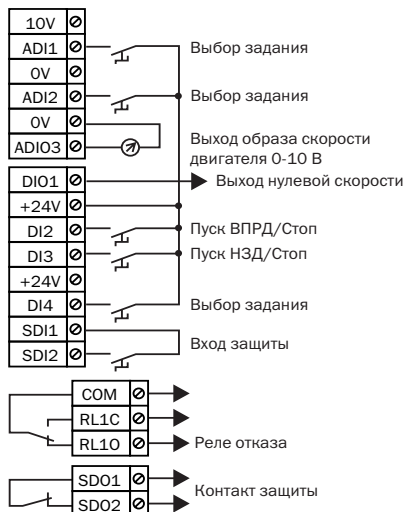 10V
ADI1 Выбор задания
0V
ADI2 Выбор задания
0V
ADIO3 Выход образа скорости
двигателя 0-10 В
DIO1 Выход нулевой скорости
+24V
DI2 Пуск ВПРД/Стоп
DI3 Пуск НЗД/Стоп
+24V
DI4 Выбор задания
SDI1
Вход защиты
SDI2
COM
RL1C
RL1O Реле отказа
SDO1
Контакт защиты
SDO2